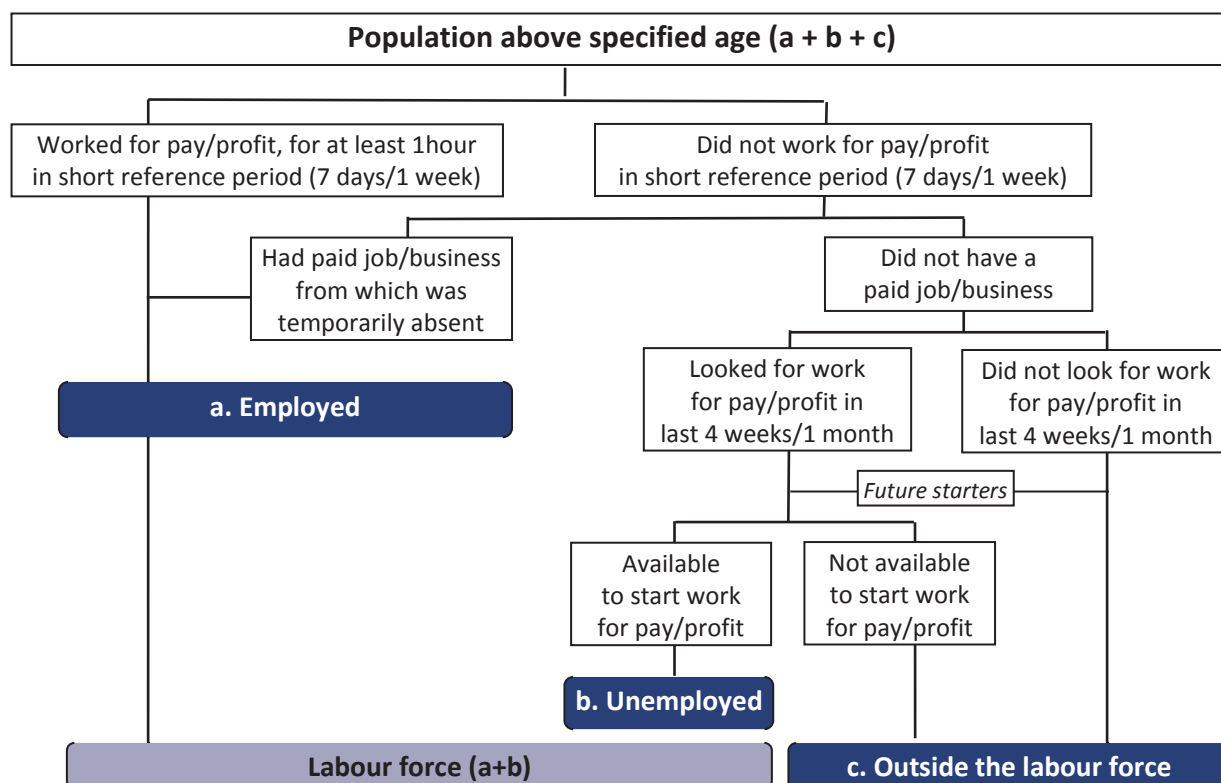 Population above specified age (a + b + c)
Worked for pay/profit, for at least 1hour
in short reference period (7 days/1 week)
Did not work for pay/profit
in short reference period (7 days/1 week)
Had paid job/business
from which was
temporarily absent
Did not have a
paid job/business
a. Employed
Looked for work
for pay/profit in
last 4 weeks/1 month
Did not look for work
for pay/profit in
last 4 weeks/1 month
Future starters
Available
to start work
for pay/profit
Not available
to start work
for pay/profit
b. Unemployed
Labour force (a+b)
c. Outside the labour force